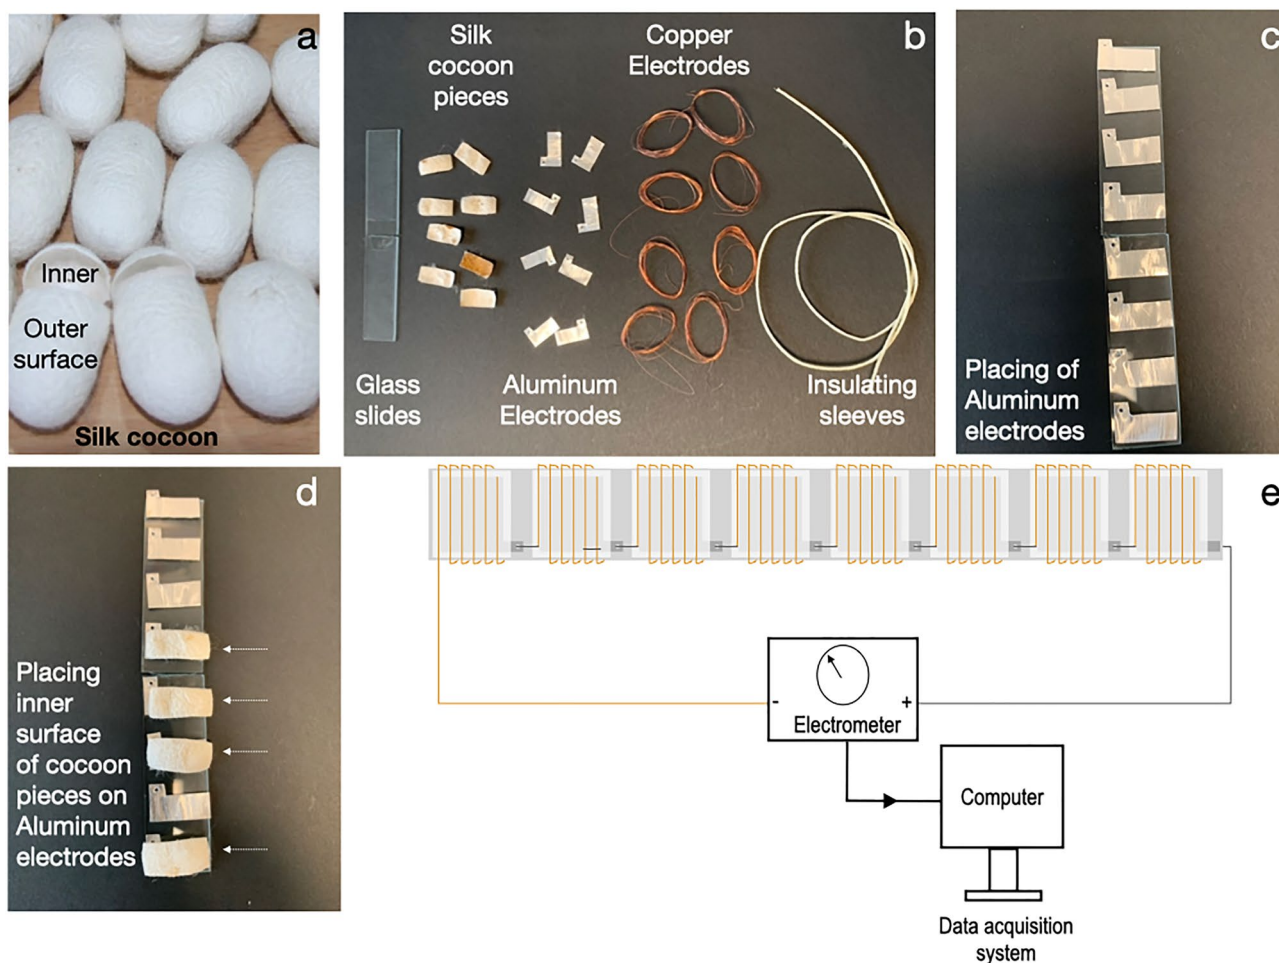 a
Inner
Outer
surface
Silk cocoon
b
Silk
cocoon
pieces
Copper
Electrodes
Glass
slides
Aluminum
Electrodes
Insulating
sleeves
c
Placing of
Aluminum
electrodes
d
Placing
inner
surface
of cocoon
pieces on
Aluminum
electrodes
e
- +
Electrometer
Computer
Data acquisition
system